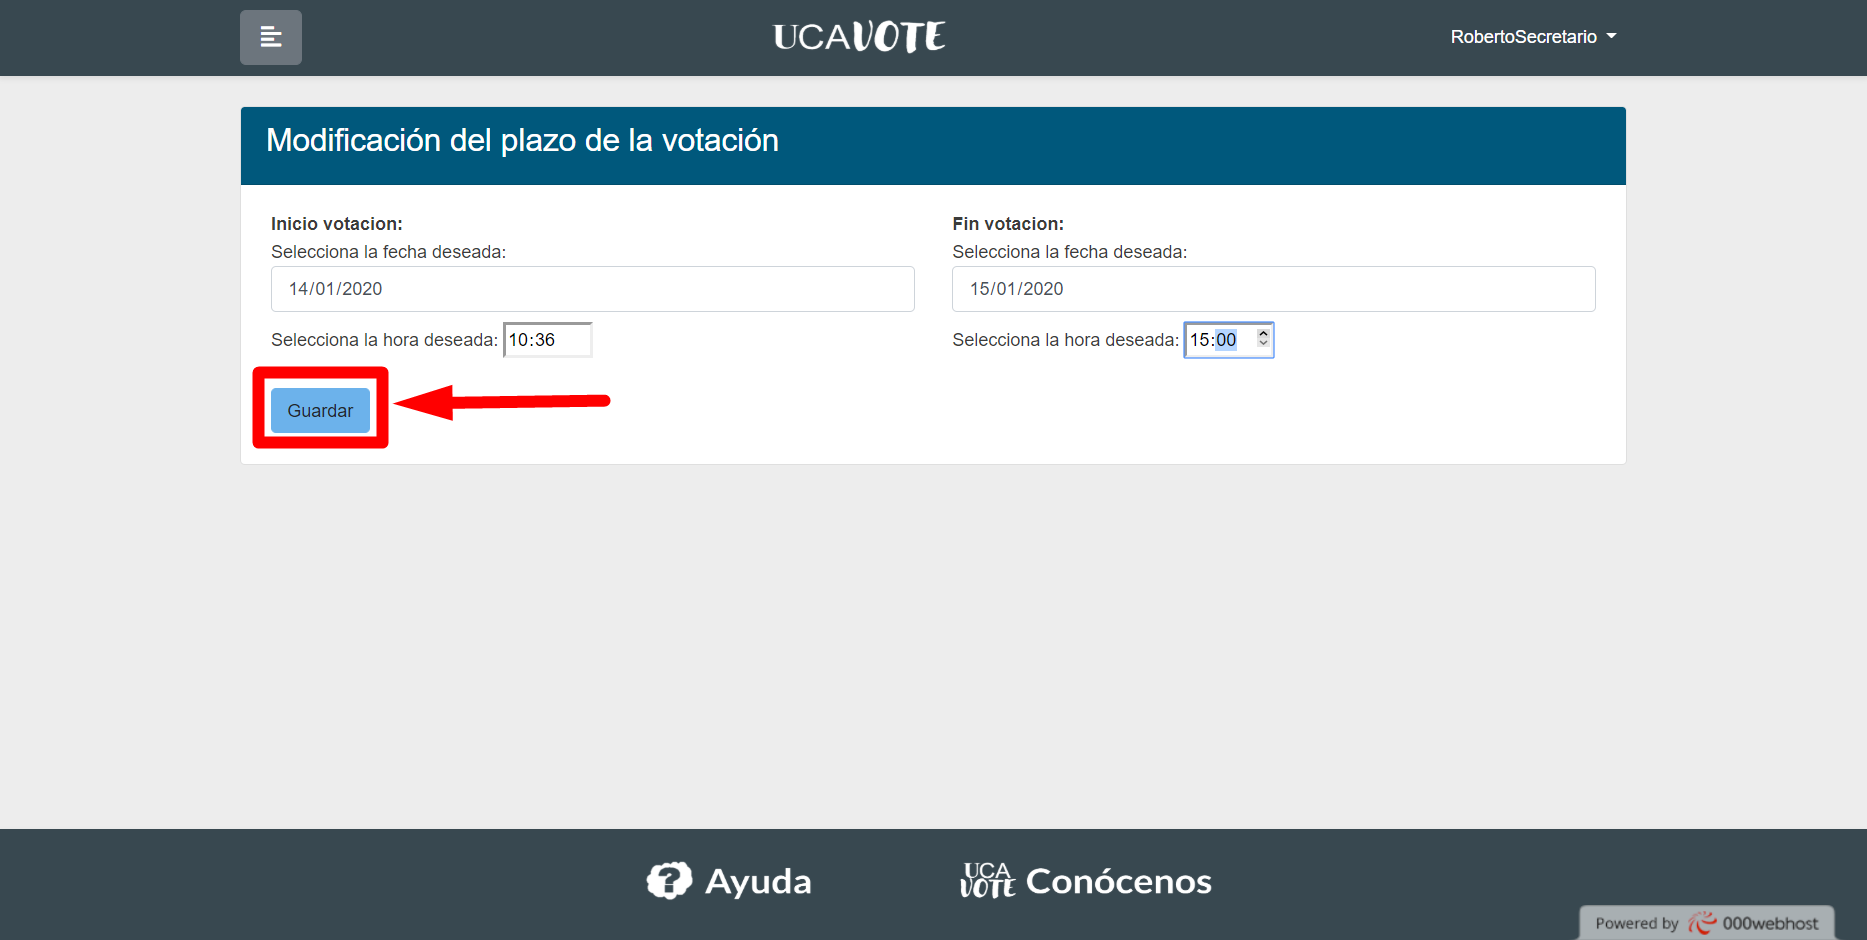 UCAVOTE
RobertoSecretario
Modificación del plazo de la votación
Inicio votacion:
Selecciona la fecha deseada:
14/01/2020
Selecciona la hora deseada: 10:36
Fin votacion:
Selecciona la fecha deseada:
15/01/2020
Selecciona la hora deseada: 15:00
Guardar
Ayuda
UCA VOTE Conócenos
Powered by 000webhost